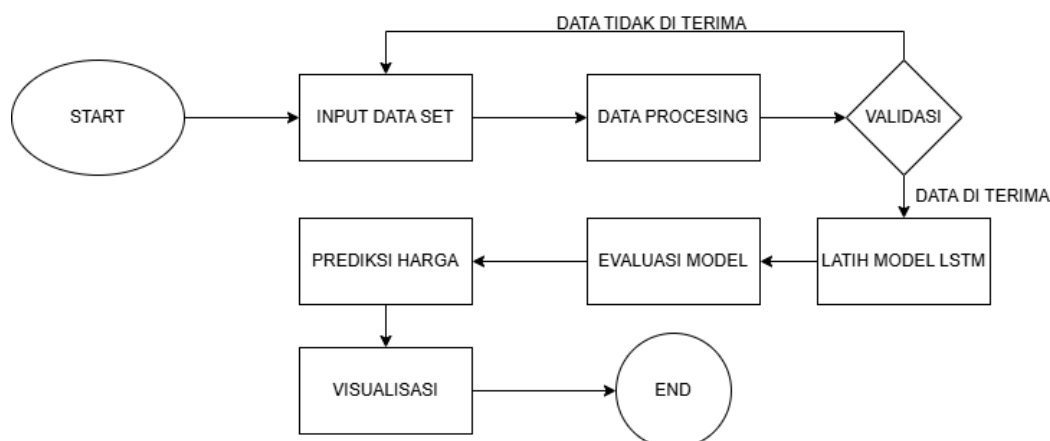 DATA TIDAK DI TERIMA
START
INPUT DATA SET
DATA PROCESING
VALIDASI
DATA DI TERIMA
PREDIKSI HARGA
EVALUASI MODEL
LATIH MODEL LSTM
VISUALISASI
END